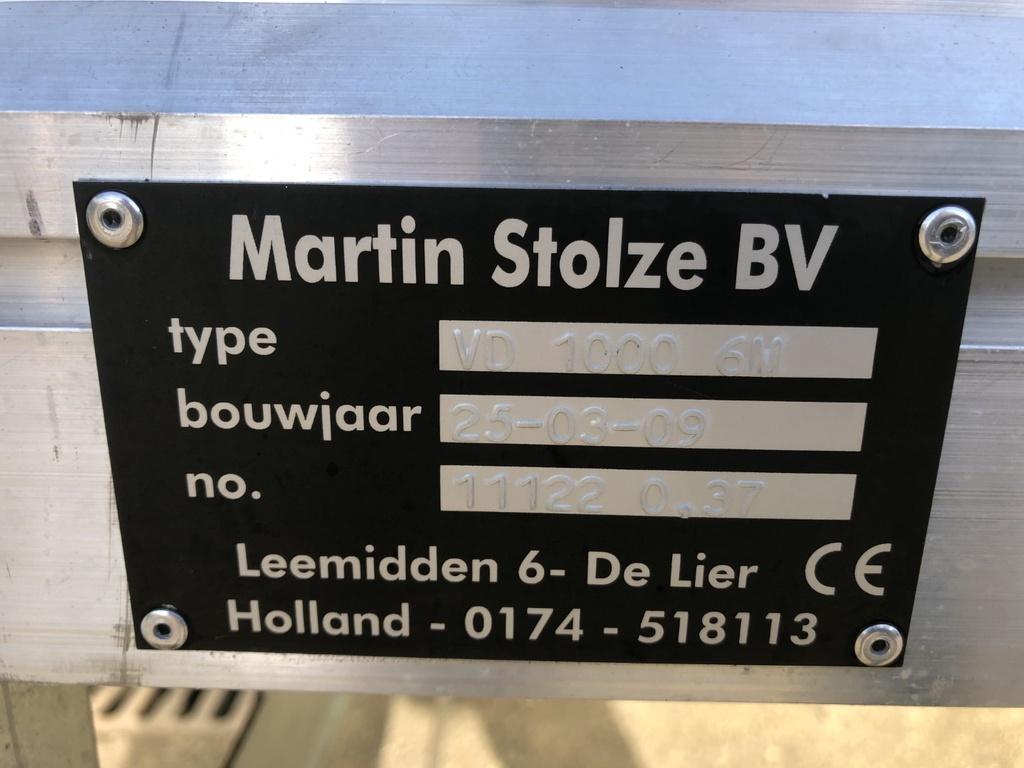 Martin Stolze BV
type VD 1000 6M
bouwjaar 25-03-09
no. 11122 0.37
Leemidden 6- De Lier CE
Holland - 0174 - 518113